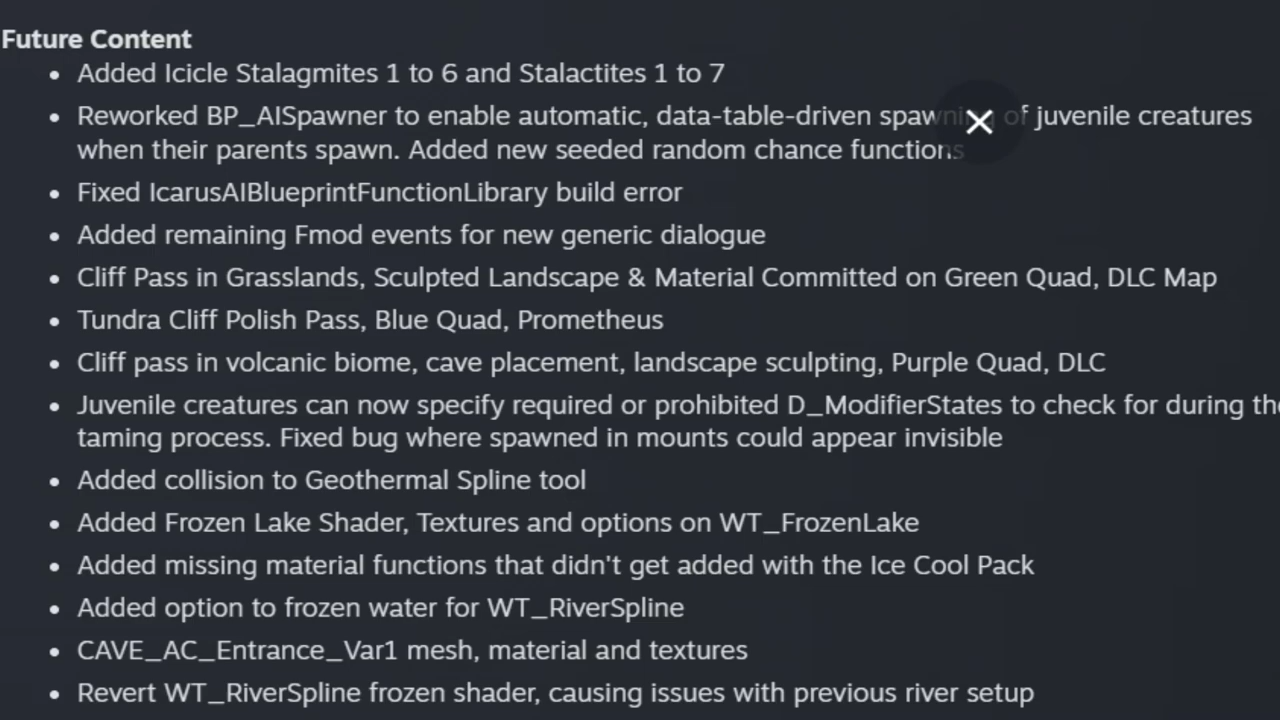 Future Content
• Added Icicle Stalagmites 1 to 6 and Stalactites 1 to 7
• Reworked BP_AISpawner to enable automatic, data-table-driven spawning of juvenile creatures
when their parents spawn. Added new seeded random chance functions
• Fixed IcarusAIBlueprintFunctionLibrary build error
• Added remaining Fmod events for new generic dialogue
• Cliff Pass in Grasslands, Sculpted Landscape & Material Committed on Green Quad, DLC Map
• Tundra Cliff Polish Pass, Blue Quad, Prometheus
• Cliff pass in volcanic biome, cave placement, landscape sculpting, Purple Quad, DLC
• Juvenile creatures can now specify required or prohibited D_ModifierStates to check for during the
taming process. Fixed bug where spawned in mounts could appear invisible
• Added collision to Geothermal Spline tool
• Added Frozen Lake Shader, Textures and options on WT_FrozenLake
• Added missing material functions that didn't get added with the Ice Cool Pack
• Added option to frozen water for WT_RiverSpline
• CAVE_AC_Entrance_Var1 mesh, material and textures
• Revert WT_RiverSpline frozen shader, causing issues with previous river setup